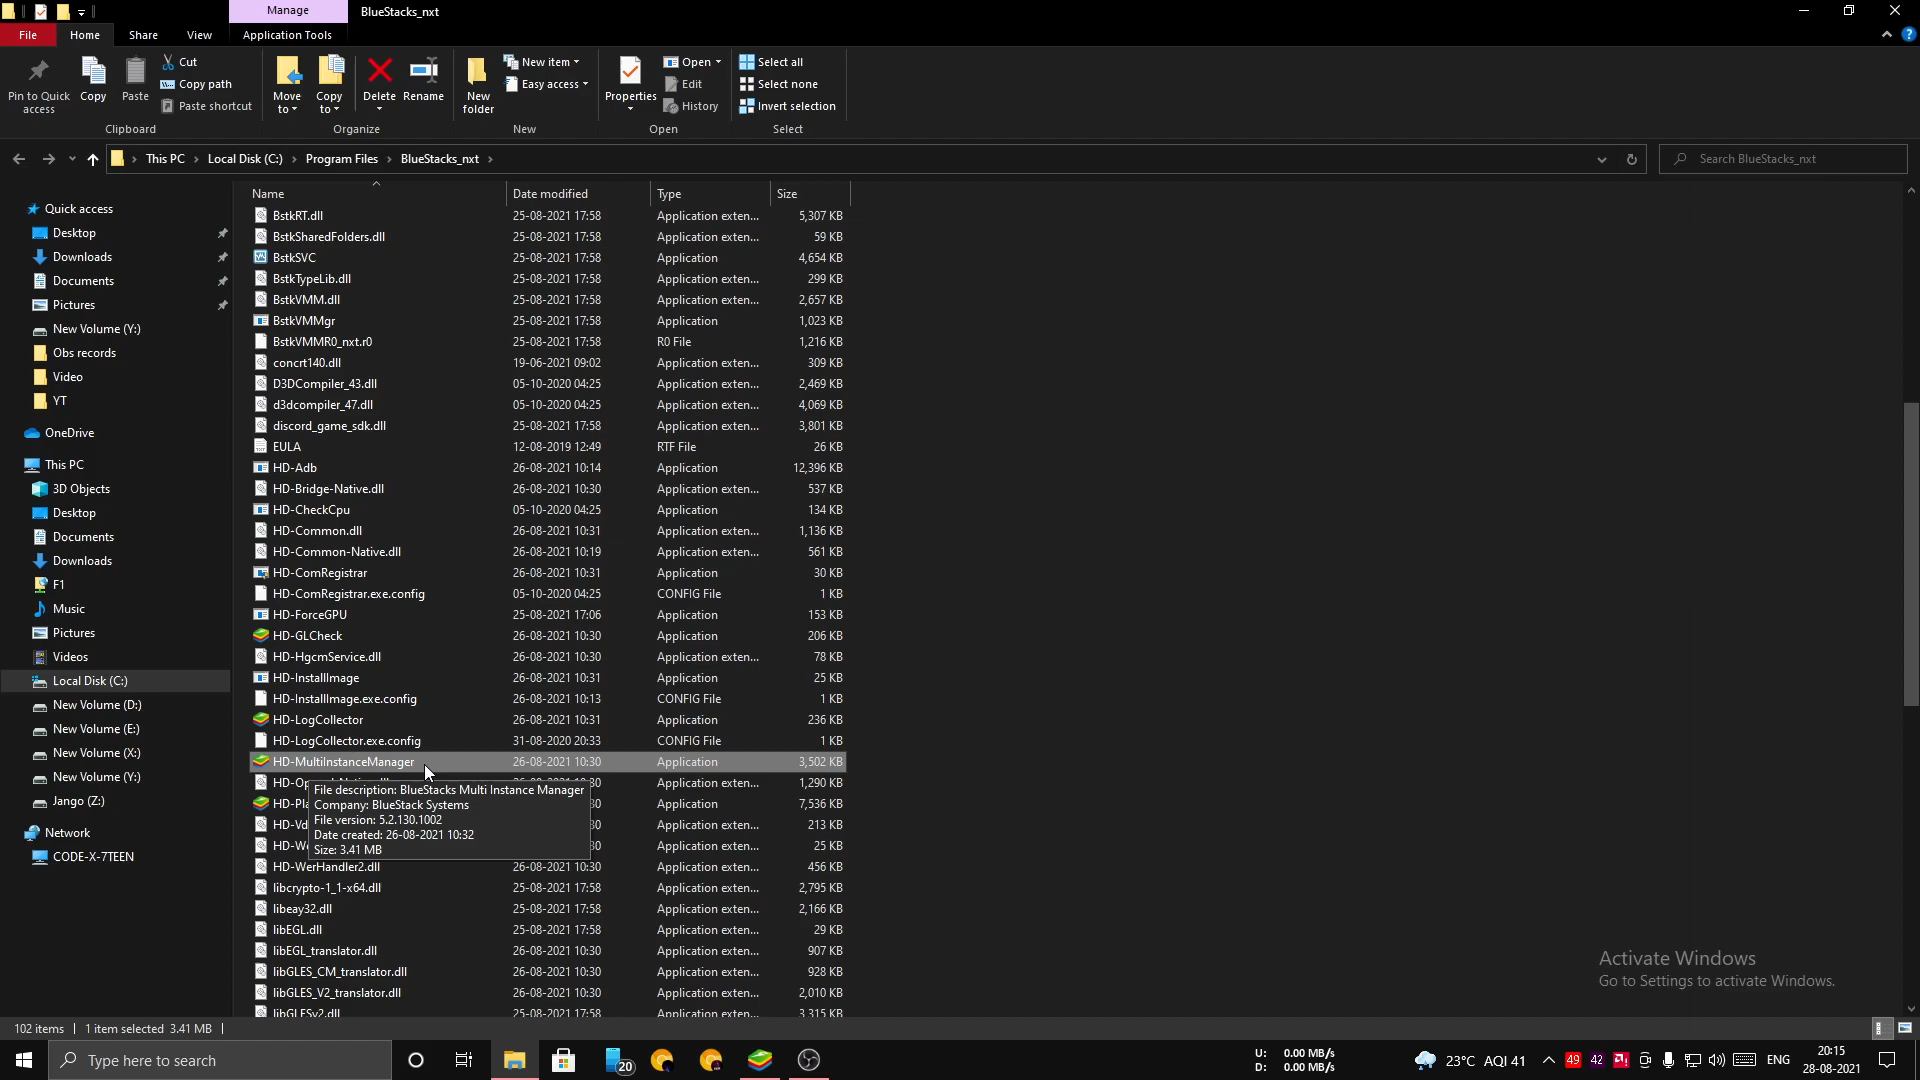 Manage
BlueStacks_nxt
File
Home
Share
View
Application Tools
Pin to Quick access
Copy
Paste
Cut
Copy path
Paste shortcut
Clipboard
Move to
Copy to
Delete
Rename
Organize
New folder
New item
Easy access
New
Properties
Open
Edit
History
Open
Select all
Select none
Invert selection
Select
This PC > Local Disk (C:) > Program Files > BlueStacks_nxt >
Search BlueStacks_nxt
Quick access
Desktop
Downloads
Documents
Pictures
New Volume (Y:)
Obs records
Video
YT
OneDrive
This PC
3D Objects
Desktop
Documents
Downloads
F1
Music
Pictures
Videos
Local Disk (C:)
New Volume (D:)
New Volume (E:)
New Volume (X:)
New Volume (Y:)
Jango (Z:)
Network
CODE-X-7TEEN
Name Date modified Type Size
BstkRT.dll 25-08-2021 17:58 Application exten... 5,307 KB
BstkSharedFolders.dll 25-08-2021 17:58 Application exten... 59 KB
BstkSVC 25-08-2021 17:58 Application 4,654 KB
BstkTypeLib.dll 25-08-2021 17:58 Application exten... 299 KB
BstkVMM.dll 25-08-2021 17:58 Application exten... 2,657 KB
BstkVMMgr 25-08-2021 17:58 Application 1,023 KB
BstkVMMR0_nxt.r0 25-08-2021 17:58 R0 File 1,216 KB
concrt140.dll 19-06-2021 09:02 Application exten... 309 KB
D3DCompiler_43.dll 05-10-2020 04:25 Application exten... 2,469 KB
d3dcompiler_47.dll 05-10-2020 04:25 Application exten... 4,069 KB
discord_game_sdk.dll 25-08-2021 17:58 Application exten... 3,801 KB
EULA 12-08-2019 12:49 RTF File 26 KB
HD-Adb 26-08-2021 10:14 Application 12,396 KB
HD-Bridge-Native.dll 26-08-2021 10:30 Application exten... 537 KB
HD-CheckCpu 05-10-2020 04:25 Application 134 KB
HD-Common.dll 26-08-2021 10:31 Application exten... 1,136 KB
HD-Common-Native.dll 26-08-2021 10:19 Application exten... 561 KB
HD-ComRegistrar 26-08-2021 10:31 Application 30 KB
HD-ComRegistrar.exe.config 05-10-2020 04:25 CONFIG File 1 KB
HD-ForceGPU 25-08-2021 17:06 Application 153 KB
HD-GLCheck 26-08-2021 10:30 Application 206 KB
HD-HgcmService.dll 26-08-2021 10:30 Application exten... 78 KB
HD-InstallImage 26-08-2021 10:31 Application 25 KB
HD-InstallImage.exe.config 26-08-2021 10:13 CONFIG File 1 KB
HD-LogCollector 26-08-2021 10:31 Application 236 KB
HD-LogCollector.exe.config 31-08-2020 20:33 CONFIG File 1 KB
HD-MultiInstanceManager 26-08-2021 10:30 Application 3,502 KB
Application exten... 1,290 KB
HD-Pla 30 Application 7,536 KB
HD-Vd 30 Application exten... 213 KB
HD-We 30 Application 25 KB
HD-WerHandler2.dll 26-08-2021 10:30 Application exten... 456 KB
libcrypto-1_1-x64.dll 25-08-2021 17:58 Application exten... 2,795 KB
libeay32.dll 25-08-2021 17:58 Application exten... 2,166 KB
libEGL.dll 25-08-2021 17:58 Application exten... 29 KB
libEGL_translator.dll 26-08-2021 10:30 Application exten... 907 KB
libGLES_CM_translator.dll 26-08-2021 10:30 Application exten... 928 KB
libGLES_V2_translator.dll 26-08-2021 10:30 Application exten... 2,010 KB
libGLESv2.dll 25-08-2021 17:58 Application exten... 3,315 KB
File description: BlueStacks Multi Instance Manager
Company: BlueStack Systems
File version: 5.2.130.1002
Date created: 26-08-2021 10:32
Size: 3.41 MB
Activate Windows
Go to Settings to activate Windows.
102 items 1 item selected 3.41 MB
Type here to search
20
U: 0.00 MB/s
D: 0.00 MB/s
23°C AQI 41
49
42
ENG
20:15
28-08-2021